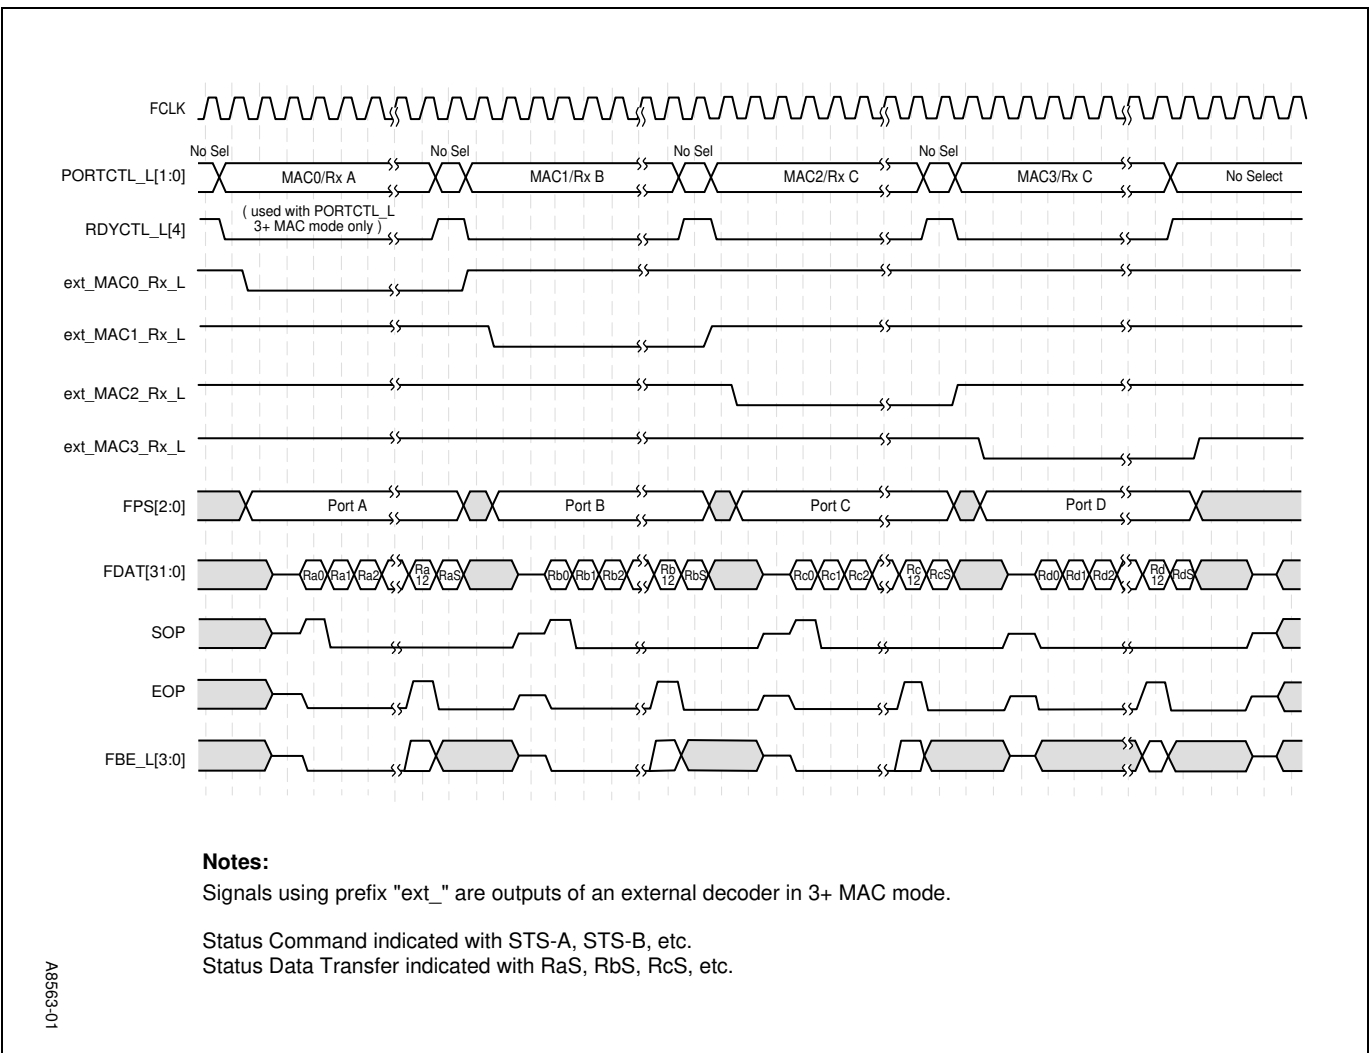 FCLK
No Sel No Sel No Sel No Sel
PORTCTL_L[1:0] MAC0/Rx A MAC1/Rx B MAC2/Rx C MAC3/Rx C No Select
RDYCTL_L[4] ( used with PORTCTL_L
3+ MAC mode only )
ext_MAC0_Rx_L
ext_MAC1_Rx_L
ext_MAC2_Rx_L
ext_MAC3_Rx_L
FPS[2:0] Port A Port B Port C Port D
FDAT[31:0] Ra0 Ra1 Ra2 Ra 12 RaS Rb0 Rb1 Rb2 Rb 12 RbS Rc0 Rc1 Rc2 Rc 12 RcS Rd0 Rd1 Rd2 Rd 12 RdS
SOP
EOP
FBE_L[3:0]
Notes:
Signals using prefix "ext_" are outputs of an external decoder in 3+ MAC mode.
Status Command indicated with STS-A, STS-B, etc.
Status Data Transfer indicated with RaS, RbS, RcS, etc.
A8563-01